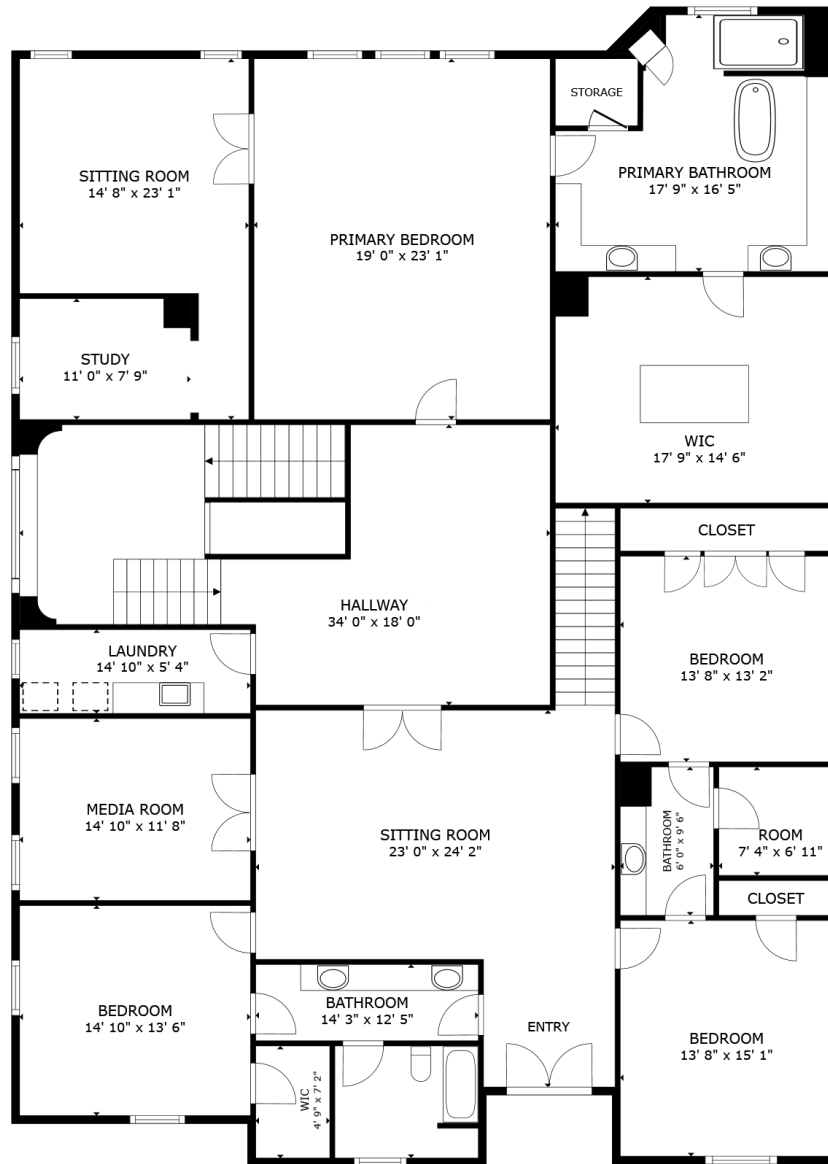 STORAGE
SITTING ROOM
14' 8" x 23' 1"
PRIMARY BATHROOM
17' 9" x 16' 5"
PRIMARY BEDROOM
19' 0" x 23' 1"
STUDY
11' 0" x 7' 9"
WIC
17' 9" x 14' 6"
CLOSET
HALLWAY
34' 0" x 18' 0"
LAUNDRY
14' 10" x 5' 4"
BEDROOM
13' 8" x 13' 2"
MEDIA ROOM
14' 10" x 11' 8"
SITTING ROOM
23' 0" x 24' 2"
BATHROOM
6' 0" x 9' 6"
ROOM
7' 4" x 6' 11"
CLOSET
BEDROOM
14' 10" x 13' 6"
BATHROOM
14' 3" x 12' 5"
ENTRY
BEDROOM
13' 8" x 15' 1"
WIC
4' 9" x 7' 2"